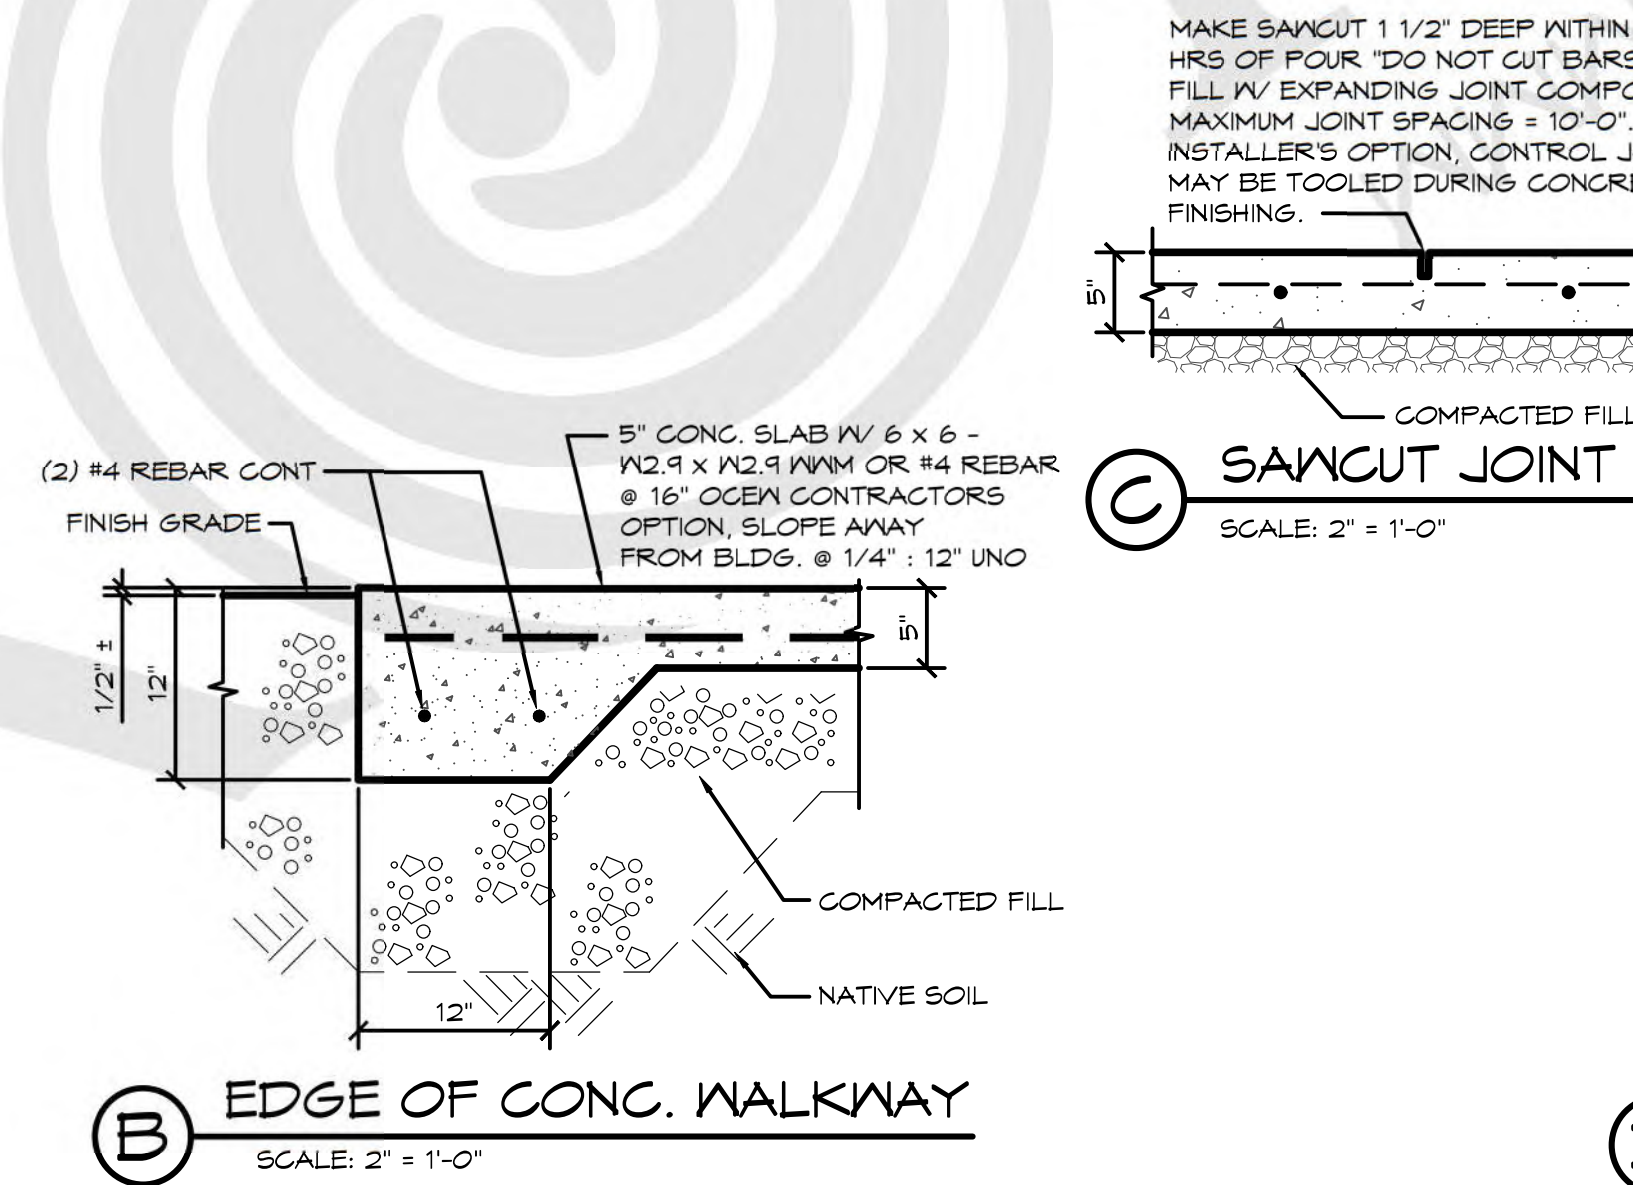 MAKE SAWCUT 1 1/2" DEEP WITHIN
HRS OF POUR "DO NOT CUT BARS
FILL W/ EXPANDING JOINT
MAXIMUM JOINT SPACING = 10'-0".
INSTALLER'S OPTION, CONTROL
MAY BE TOOLED DURING
FINISHING.
5"
COMPACTED FILL
C
SAWCUT JOINT
SCALE: 2" = 1'-0"
5" CONC. SLAB W/ 6 x 6 -
W2.9 x W2.9 WWM OR #4 REBAR
@ 16" OCEW CONTRACTORS
OPTION, SLOPE AWAY
FROM BLDG. @ 1/4" : 12" UNO
(2) #4 REBAR CONT
FINISH GRADE
1/2" ±
12"
5"
COMPACTED FILL
NATIVE SOIL
12"
B
EDGE OF CONC. WALKWAY
SCALE: 2" = 1'-0"